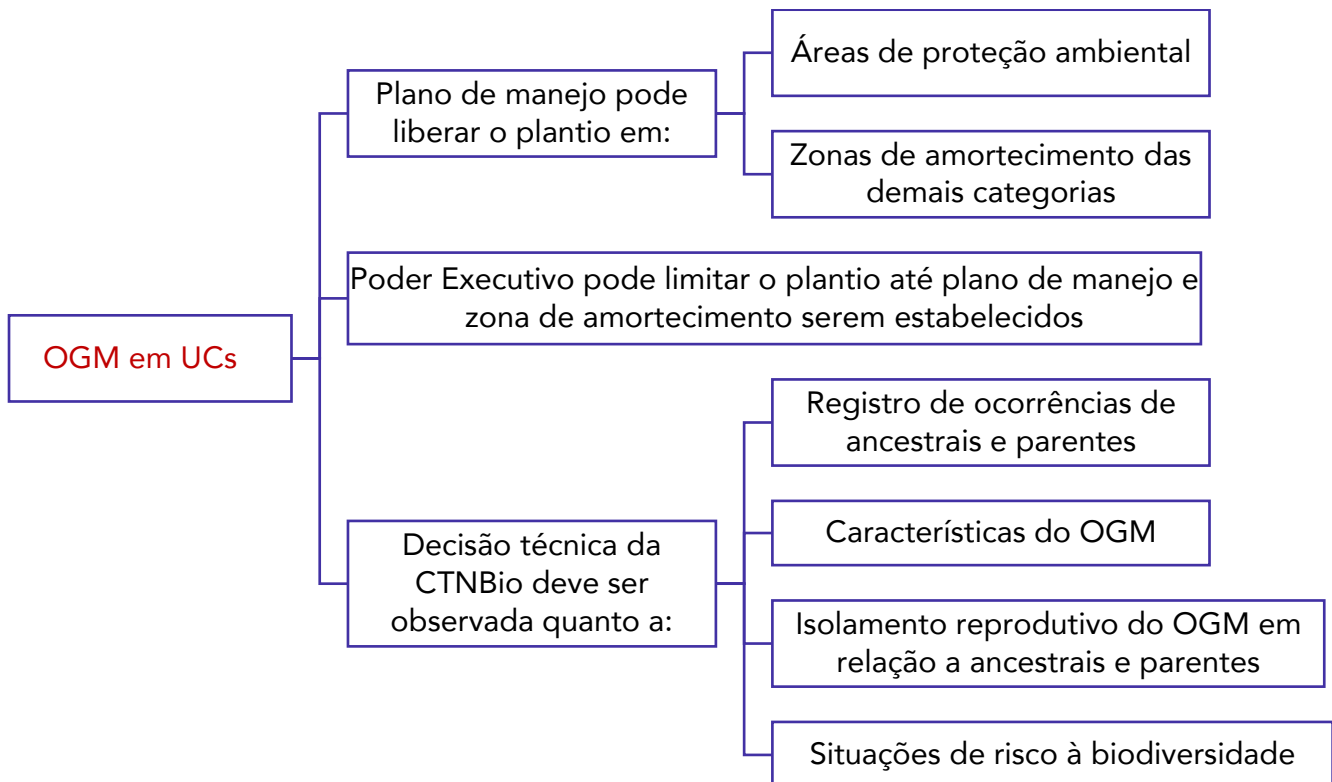 Áreas de proteção ambiental
Plano de manejo pode
liberar o plantio em:
Zonas de amortecimento das
demais categorias
Poder Executivo pode limitar o plantio até plano de manejo e
zona de amortecimento serem estabelecidos
OGM em UCs
Registro de ocorrências de
ancestrais e parentes
Decisão técnica da
CTNBio deve ser
observada quanto a:
Características do OGM
Isolamento reprodutivo do OGM em
relação a ancestrais e parentes
Situações de risco à biodiversidade